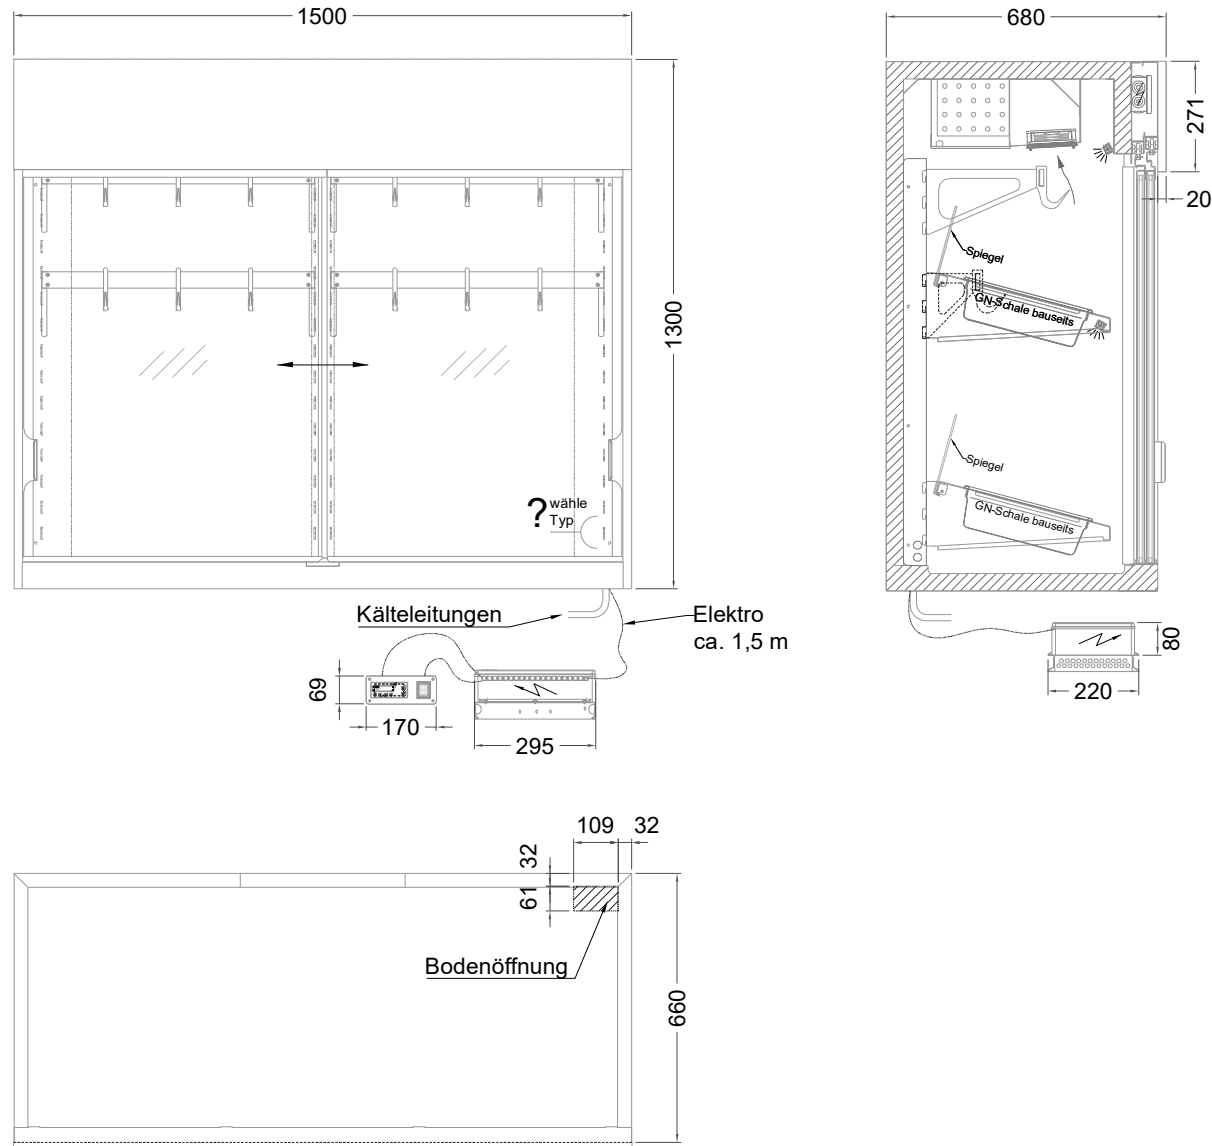 1500
680
271
20
Spiegel
GN-Schale bauseits
1300
Spiegel
GN-Schale bauseits
? wähle
Typ
Kälteleitungen
Elektro
ca. 1,5 m
80
220
69
170
295
109 32
32
61
Bodenöffnung
660